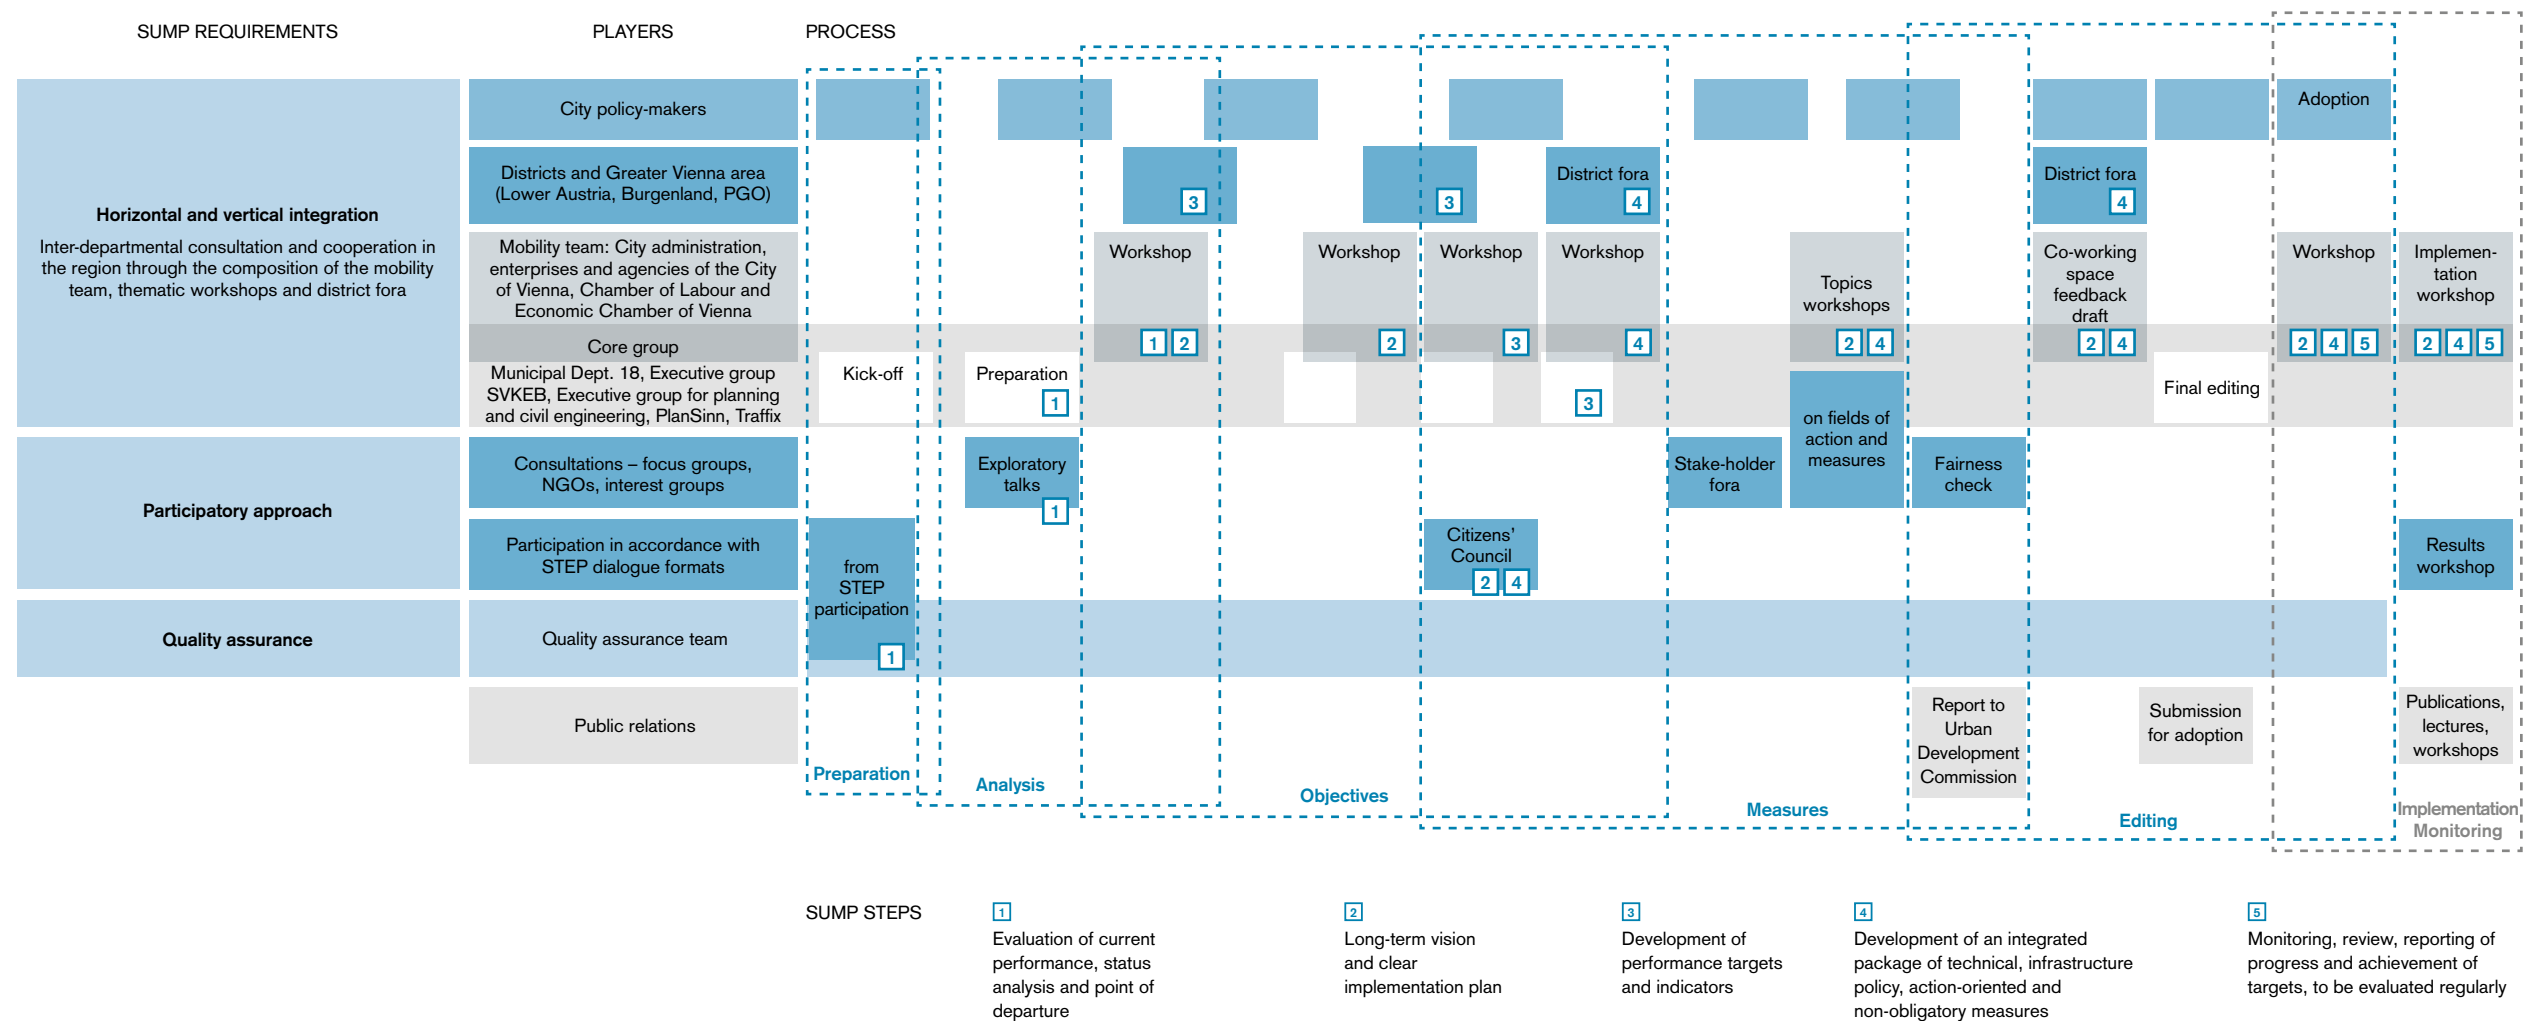 SUMP REQUIREMENTS
PLAYERS
PROCESS
City policy-makers
Adoption
Horizontal and vertical integration
Inter-departmental consultation and cooperation in
the region through the composition of the mobility
team, thematic workshops and district fora
Districts and Greater Vienna area
(Lower Austria, Burgenland, PGO)
3
3
District fora
4
District fora
4
Mobility team: City administration,
enterprises and agencies of the City
of Vienna, Chamber of Labour and
Economic Chamber of Vienna
Workshop
1 2
Workshop
2
Workshop
3
Workshop
4
Topics
workshops
2 4
Co-working
space
feedback
draft
2 4
Workshop
2 4 5
Implemen-
tation
workshop
2 4 5
Core group
Municipal Dept. 18, Executive group
SVKEB, Executive group for planning
and civil engineering, PlanSinn, Traffix
Kick-off
Preparation
1
3
Final editing
on fields of
action and
measures
Participatory approach
Consultations – focus groups,
NGOs, interest groups
Exploratory
talks
1
Stake-holder
fora
Fairness
check
Participation in accordance with
STEP dialogue formats
from
STEP
participation
1
Citizens’
Council
2 4
Results
workshop
Quality assurance
Quality assurance team
Public relations
Report to
Urban
Development
Commission
Submission
for adoption
Publications,
lectures,
workshops
Preparation
Analysis
Objectives
Measures
Editing
Implementation
Monitoring
SUMP STEPS
1
Evaluation of current
performance, status
analysis and point of
departure
2
Long-term vision
and clear
implementation plan
3
Development of
performance targets
and indicators
4
Development of an integrated
package of technical, infrastructure
policy, action-oriented and
non-obligatory measures
5
Monitoring, review, reporting of
progress and achievement of
targets, to be evaluated regularly